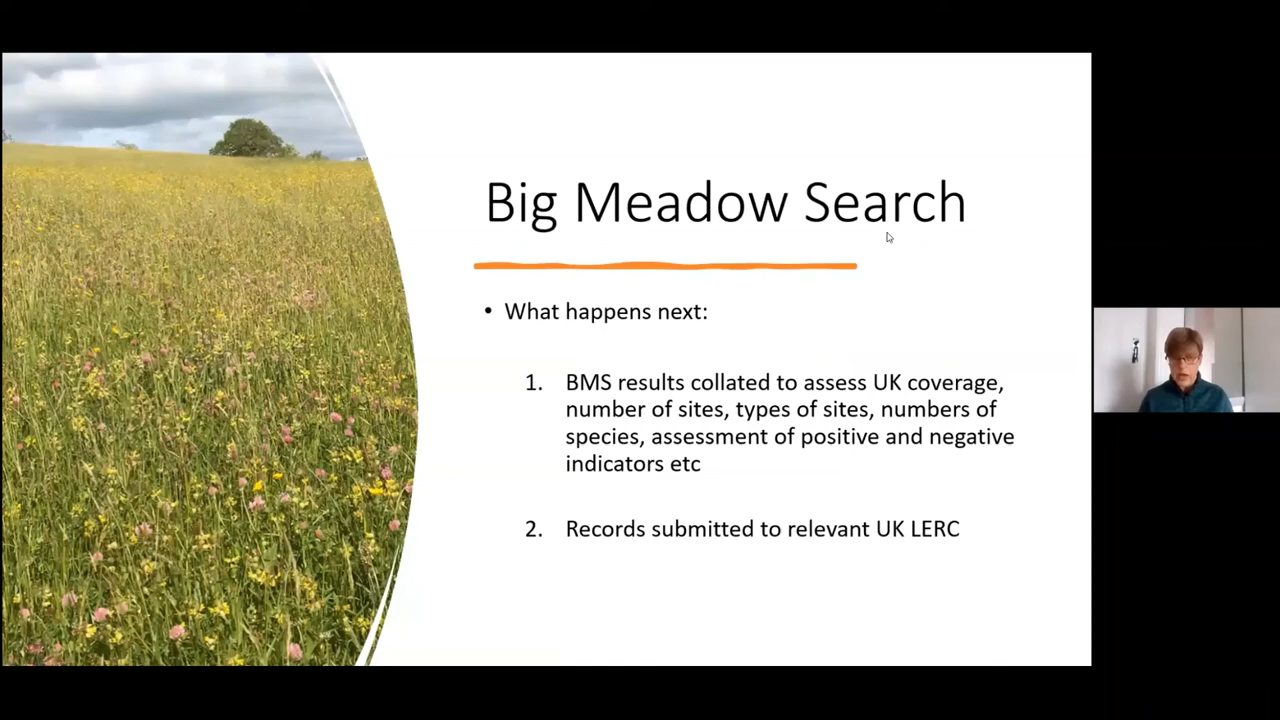 Big Meadow Search
• What happens next:
1. BMS results collated to assess UK coverage,
number of sites, types of sites, numbers of
species, assessment of positive and negative
indicators etc
2. Records submitted to relevant UK LERC